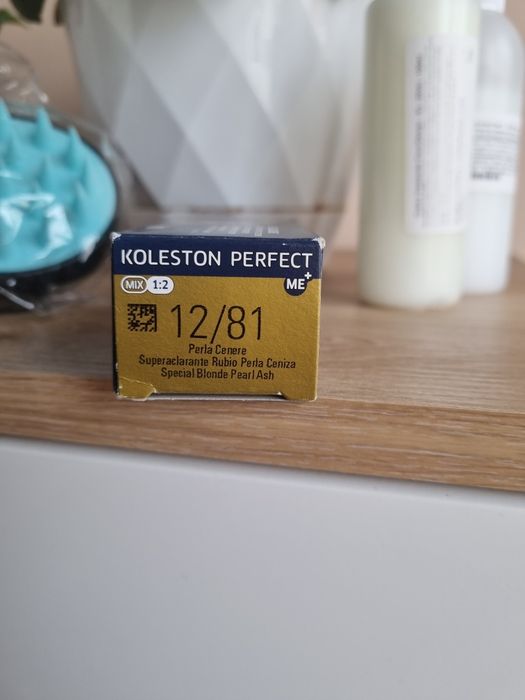 KOLESTON PERFECT
ME+
MIX 1:2
12/81
Perla Cenere
Superaclarante Rubio Perla Ceniza
Special Blonde Pearl Ash